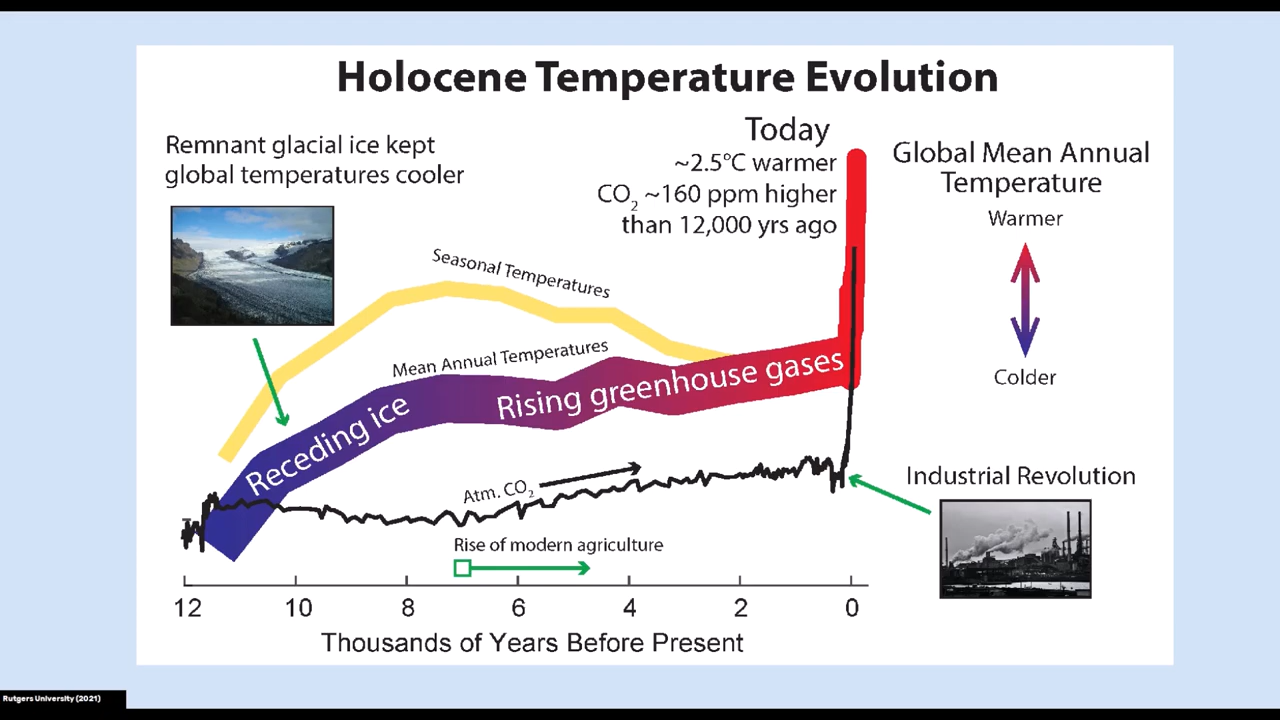 Holocene Temperature Evolution
Remnant glacial ice kept
global temperatures cooler
Today
~2.5°C warmer
CO₂ ~160 ppm higher
than 12,000 yrs ago
Global Mean Annual
Temperature
Warmer
Colder
Seasonal Temperatures
Mean Annual Temperatures
Receding ice
Rising greenhouse gases
Atm. CO₂
Industrial Revolution
Rise of modern agriculture
12 10 8 6 4 2 0
Thousands of Years Before Present
Rutgers University (2021)